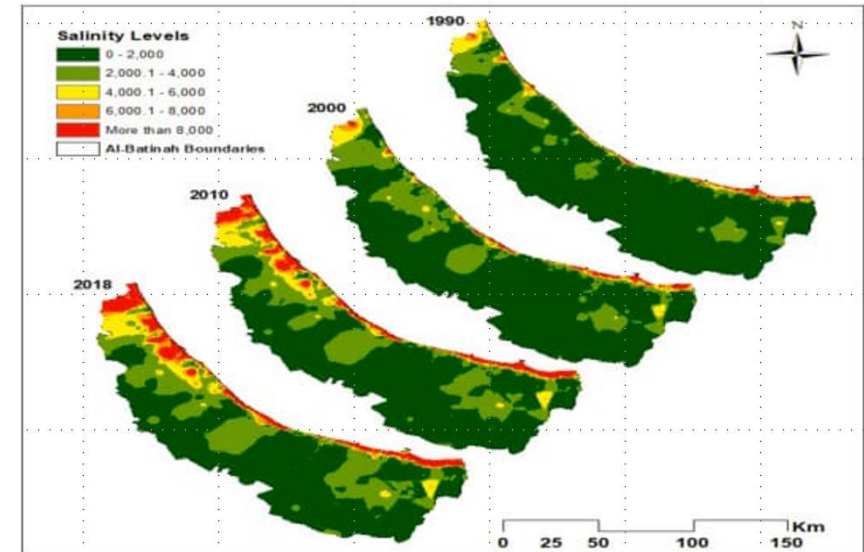 1990
N
Salinity Levels
0 - 2,000
2,000.1 - 4,000
4,000.1 - 6,000
6,000.1 - 8,000
More than 8,000
Al-Batinah Boundaries
2000
2010
2018
Km
0 25 50 100 150